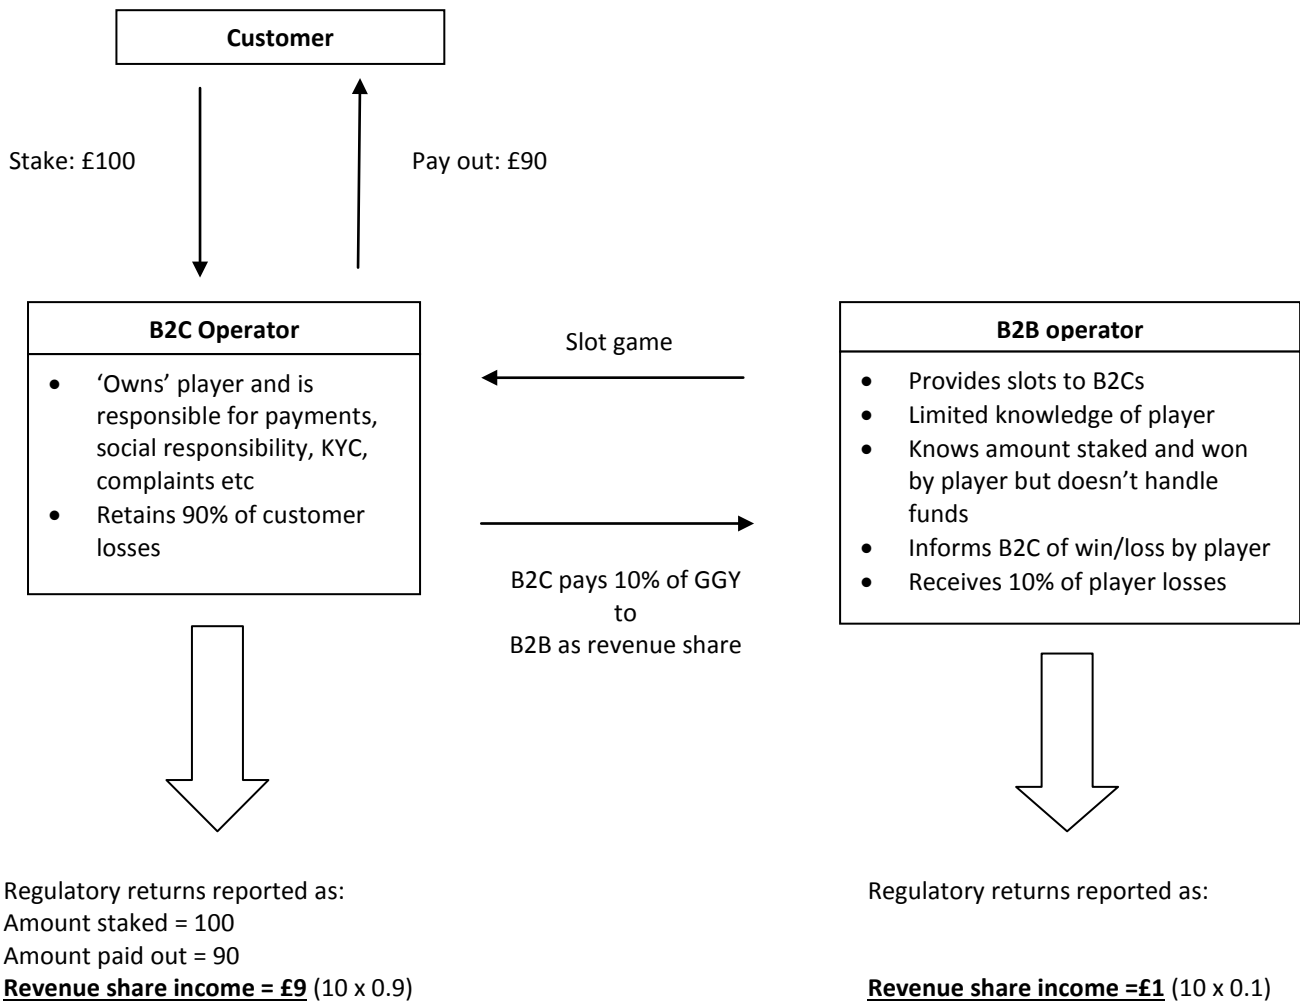 Customer
Stake: £100
Pay out: £90
B2C Operator
• ‘Owns’ player and is
responsible for payments,
social responsibility, KYC,
complaints etc
• Retains 90% of customer
losses
Slot game
B2C pays 10% of GGY
to
B2B as revenue share
B2B operator
• Provides slots to B2Cs
• Limited knowledge of player
• Knows amount staked and won
by player but doesn’t handle
funds
• Informs B2C of win/loss by player
• Receives 10% of player losses
Regulatory returns reported as:
Amount staked = 100
Amount paid out = 90
Revenue share income = £9 (10 x 0.9)
Regulatory returns reported as:
Revenue share income =£1 (10 x 0.1)